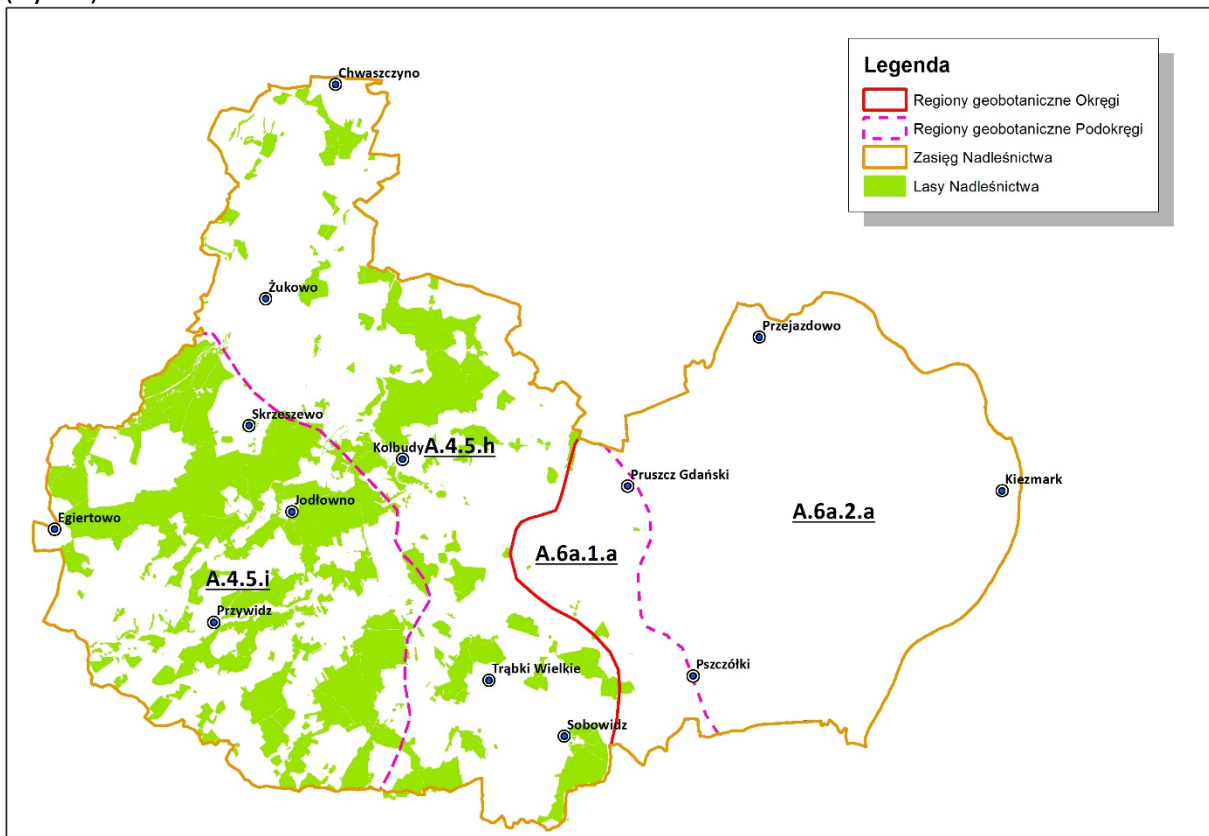 Chwaszczyno
Legenda
Regiony geobotaniczne Okręgi
Regiony geobotaniczne Podokręgi
Zasięg Nadleśnictwa
Lasy Nadleśnictwa
Żukowo
Przejazdowo
Skrzeszewo
Kolbudy
A.4.5.h
Pruszcz Gdański
Kiezmark
Jodłowno
Egiertowo
A.6a.2.a
A.6a.1.a
A.4.5.i
Przywidz
Trąbki Wielkie
Pszczółki
Sobowidz